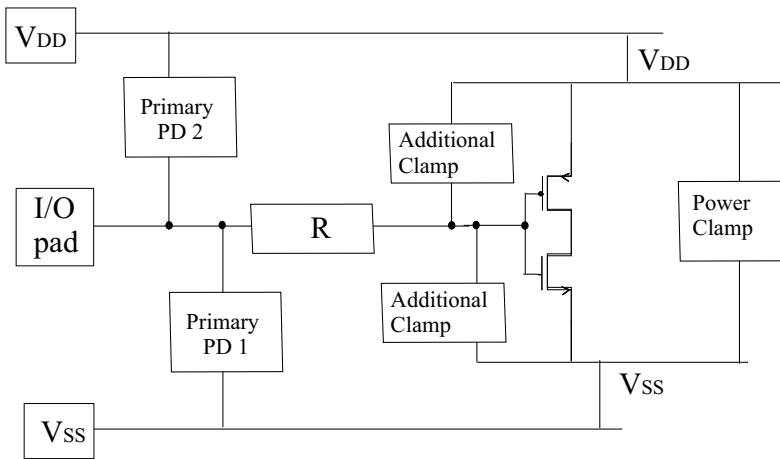 VDD
VDD
Primary
PD 2
Additional
Clamp
I/O
pad
R
Power
Clamp
Additional
Clamp
Primary
PD 1
VSS
VSS